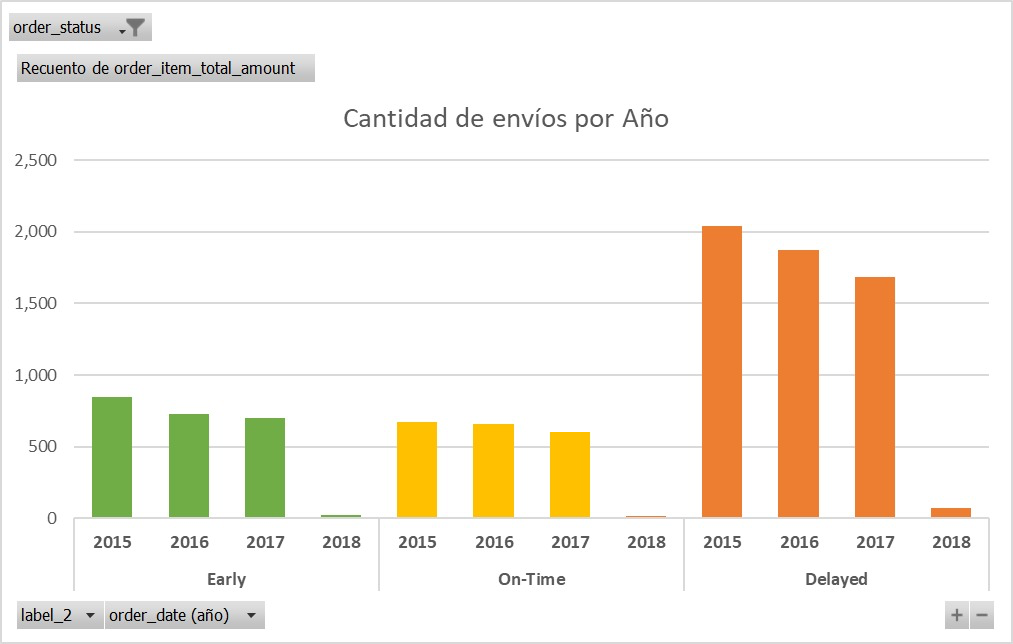 order_status
Recuento de order_item_total_amount
Cantidad de envíos por Año
2,500
2,000
1,500
1,000
500
0
2015 2016 2017 2018 2015 2016 2017 2018 2015 2016 2017 2018
Early On-Time Delayed
label_2 order_date (año) + −